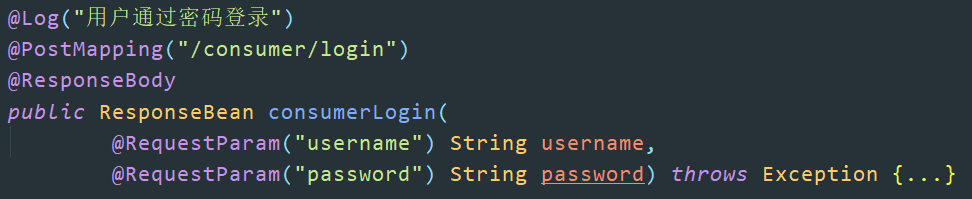 @Log("用户通过密码登录")
@PostMapping("/consumer/login")
@ResponseBody
public ResponseBean consumerLogin(
@RequestParam("username") String username,
@RequestParam("password") String password) throws Exception {...}